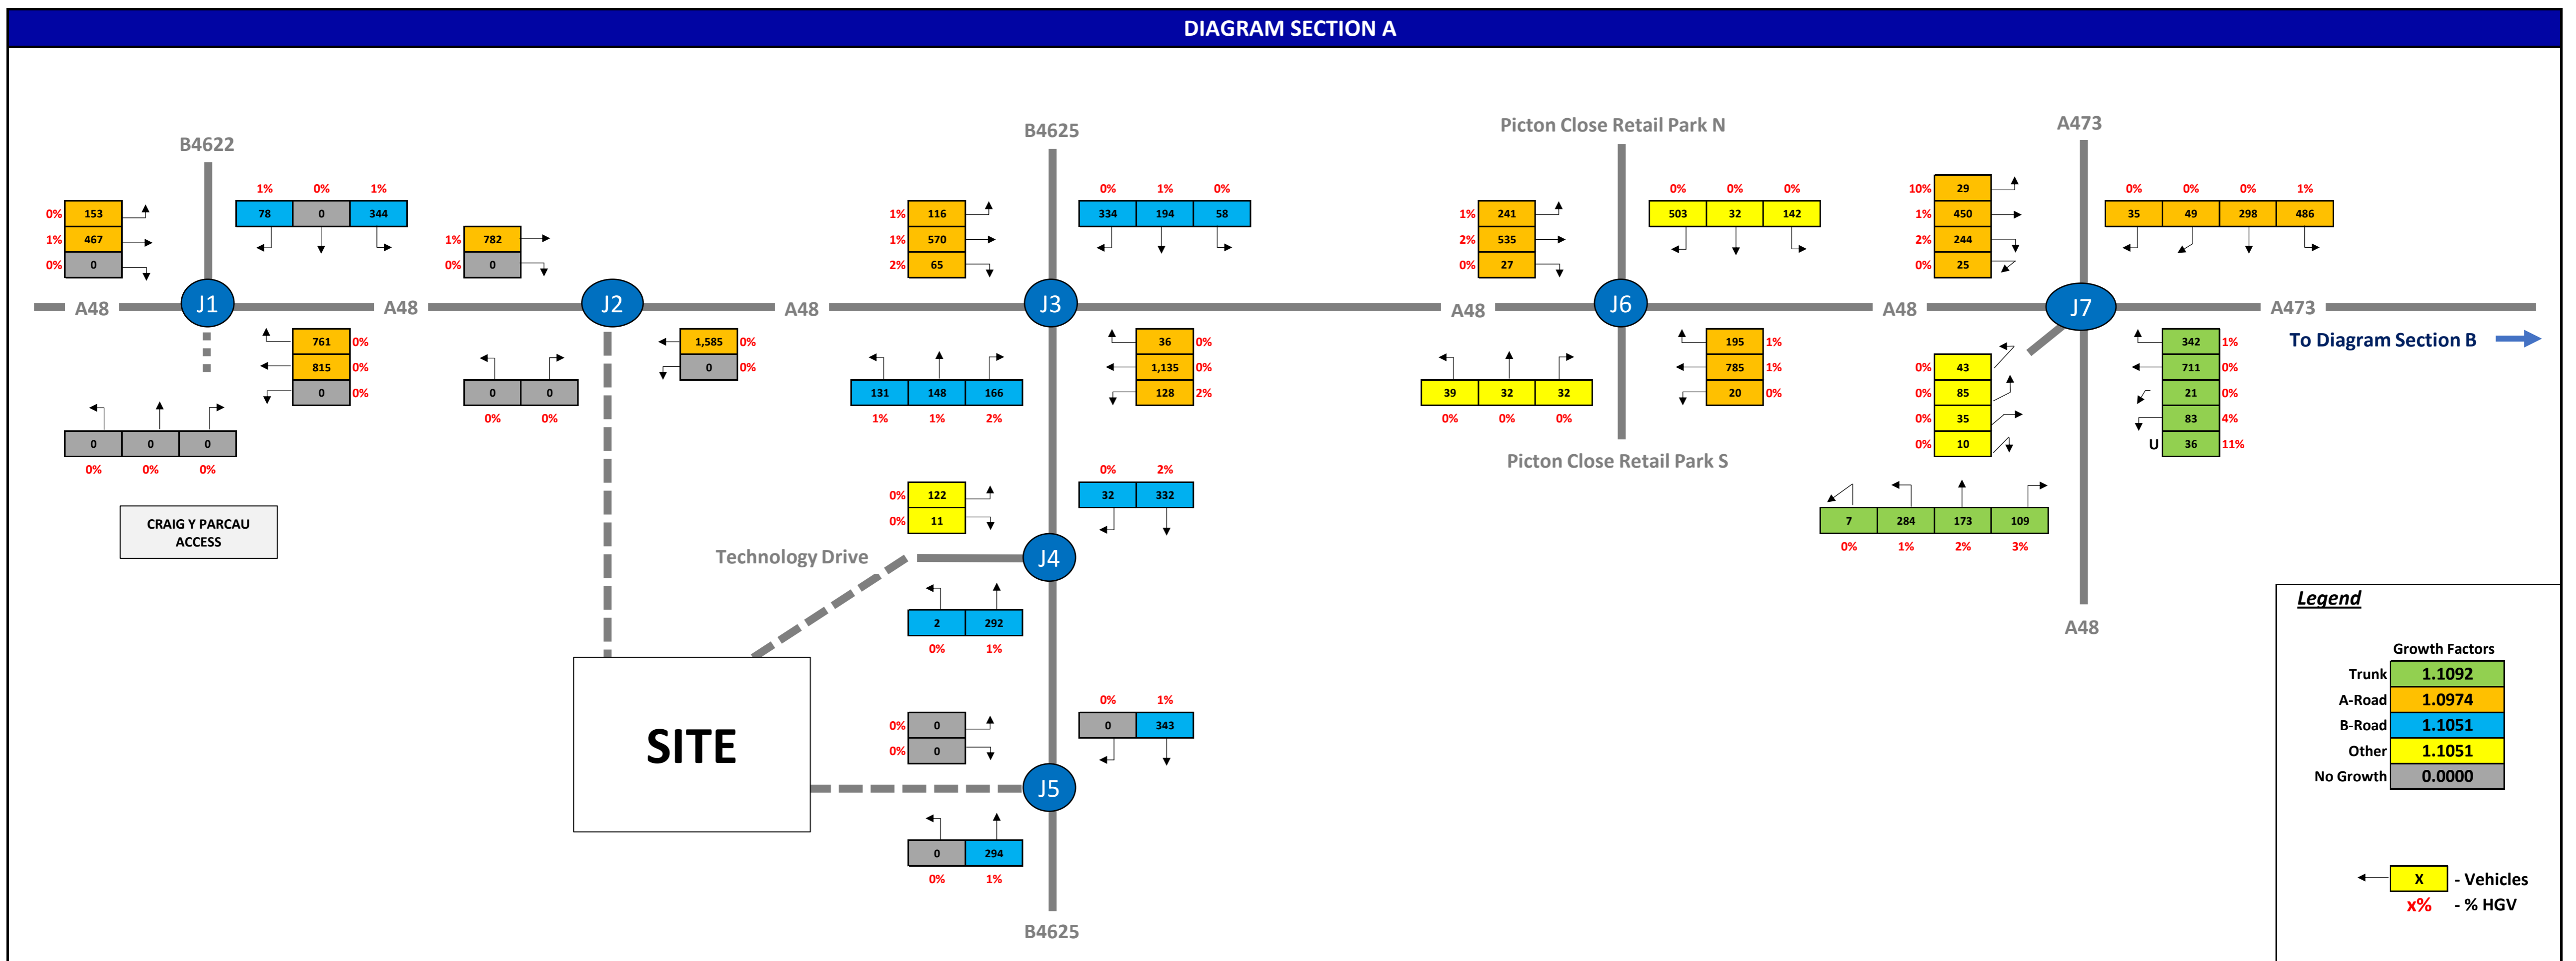 DIAGRAM SECTION A
B4622
0% 153
1% 467
0% 0
1% 0% 1%
78 0 344
A48
J1
A48
761 0%
815 0%
0 0%
0 0 0
0% 0% 0%
CRAIG Y PARCAU
ACCESS
1% 782
0% 0
J2
A48
0 0
0% 0%
1,585 0%
0 0%
B4625
1% 116
1% 570
2% 65
0% 1% 0%
334 194 58
J3
131 148 166
1% 1% 2%
36 0%
1,135 0%
128 2%
0% 122
0% 11
0% 2%
32 332
Technology Drive
J4
2 292
0% 1%
SITE
0% 0
0% 0
0% 1%
0 343
J5
0 294
0% 1%
B4625
Picton Close Retail Park N
1% 241
2% 535
0% 27
0% 0% 0%
503 32 142
A48
J6
39 32 32
0% 0% 0%
195 1%
785 1%
20 0%
Picton Close Retail Park S
A473
10% 29
1% 450
2% 244
0% 25
0% 0% 0% 1%
35 49 298 486
A48
J7
A473
To Diagram Section B
0% 43
0% 85
0% 35
0% 10
342 1%
711 0%
21 0%
83 4%
U 36 11%
7 284 173 109
0% 1% 2% 3%
A48
Legend
Growth Factors
Trunk 1.1092
A-Road 1.0974
B-Road 1.1051
Other 1.1051
No Growth 0.0000
X - Vehicles
x% - % HGV